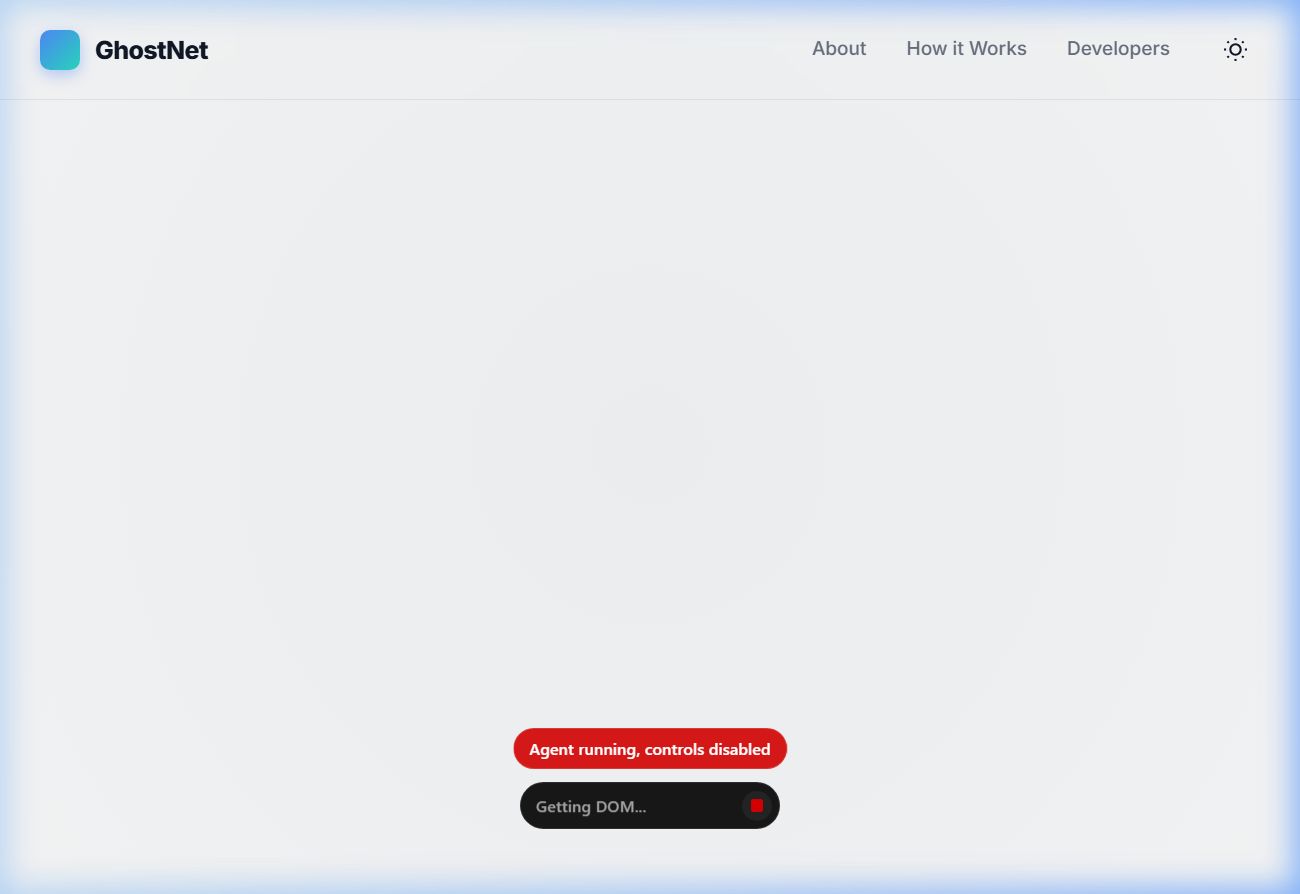 GhostNet
About How it Works Developers
Agent running, controls disabled
Getting DOM...